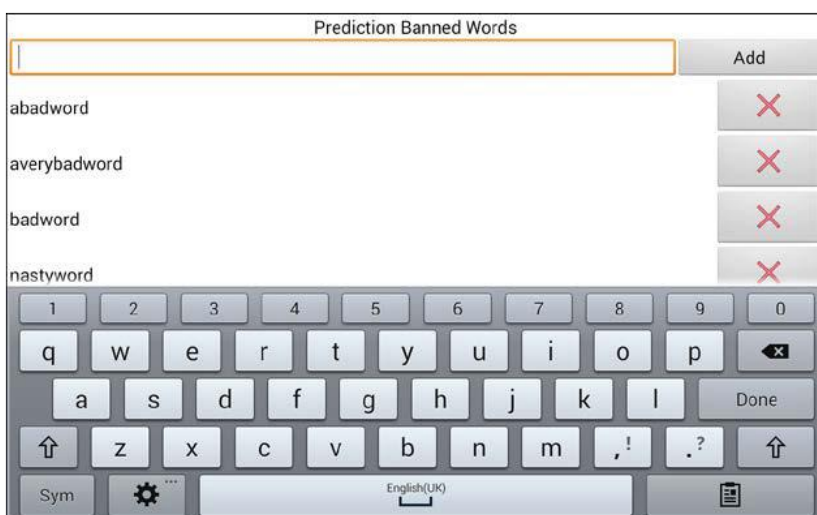 Prediction Banned Words
Add
abadword
averybadword
badword
nastyword
1 2 3 4 5 6 7 8 9 0
q w e r t y u i o p
a s d f g h j k l Done
z x c v b n m , ! . ?
Sym ... English(UK)